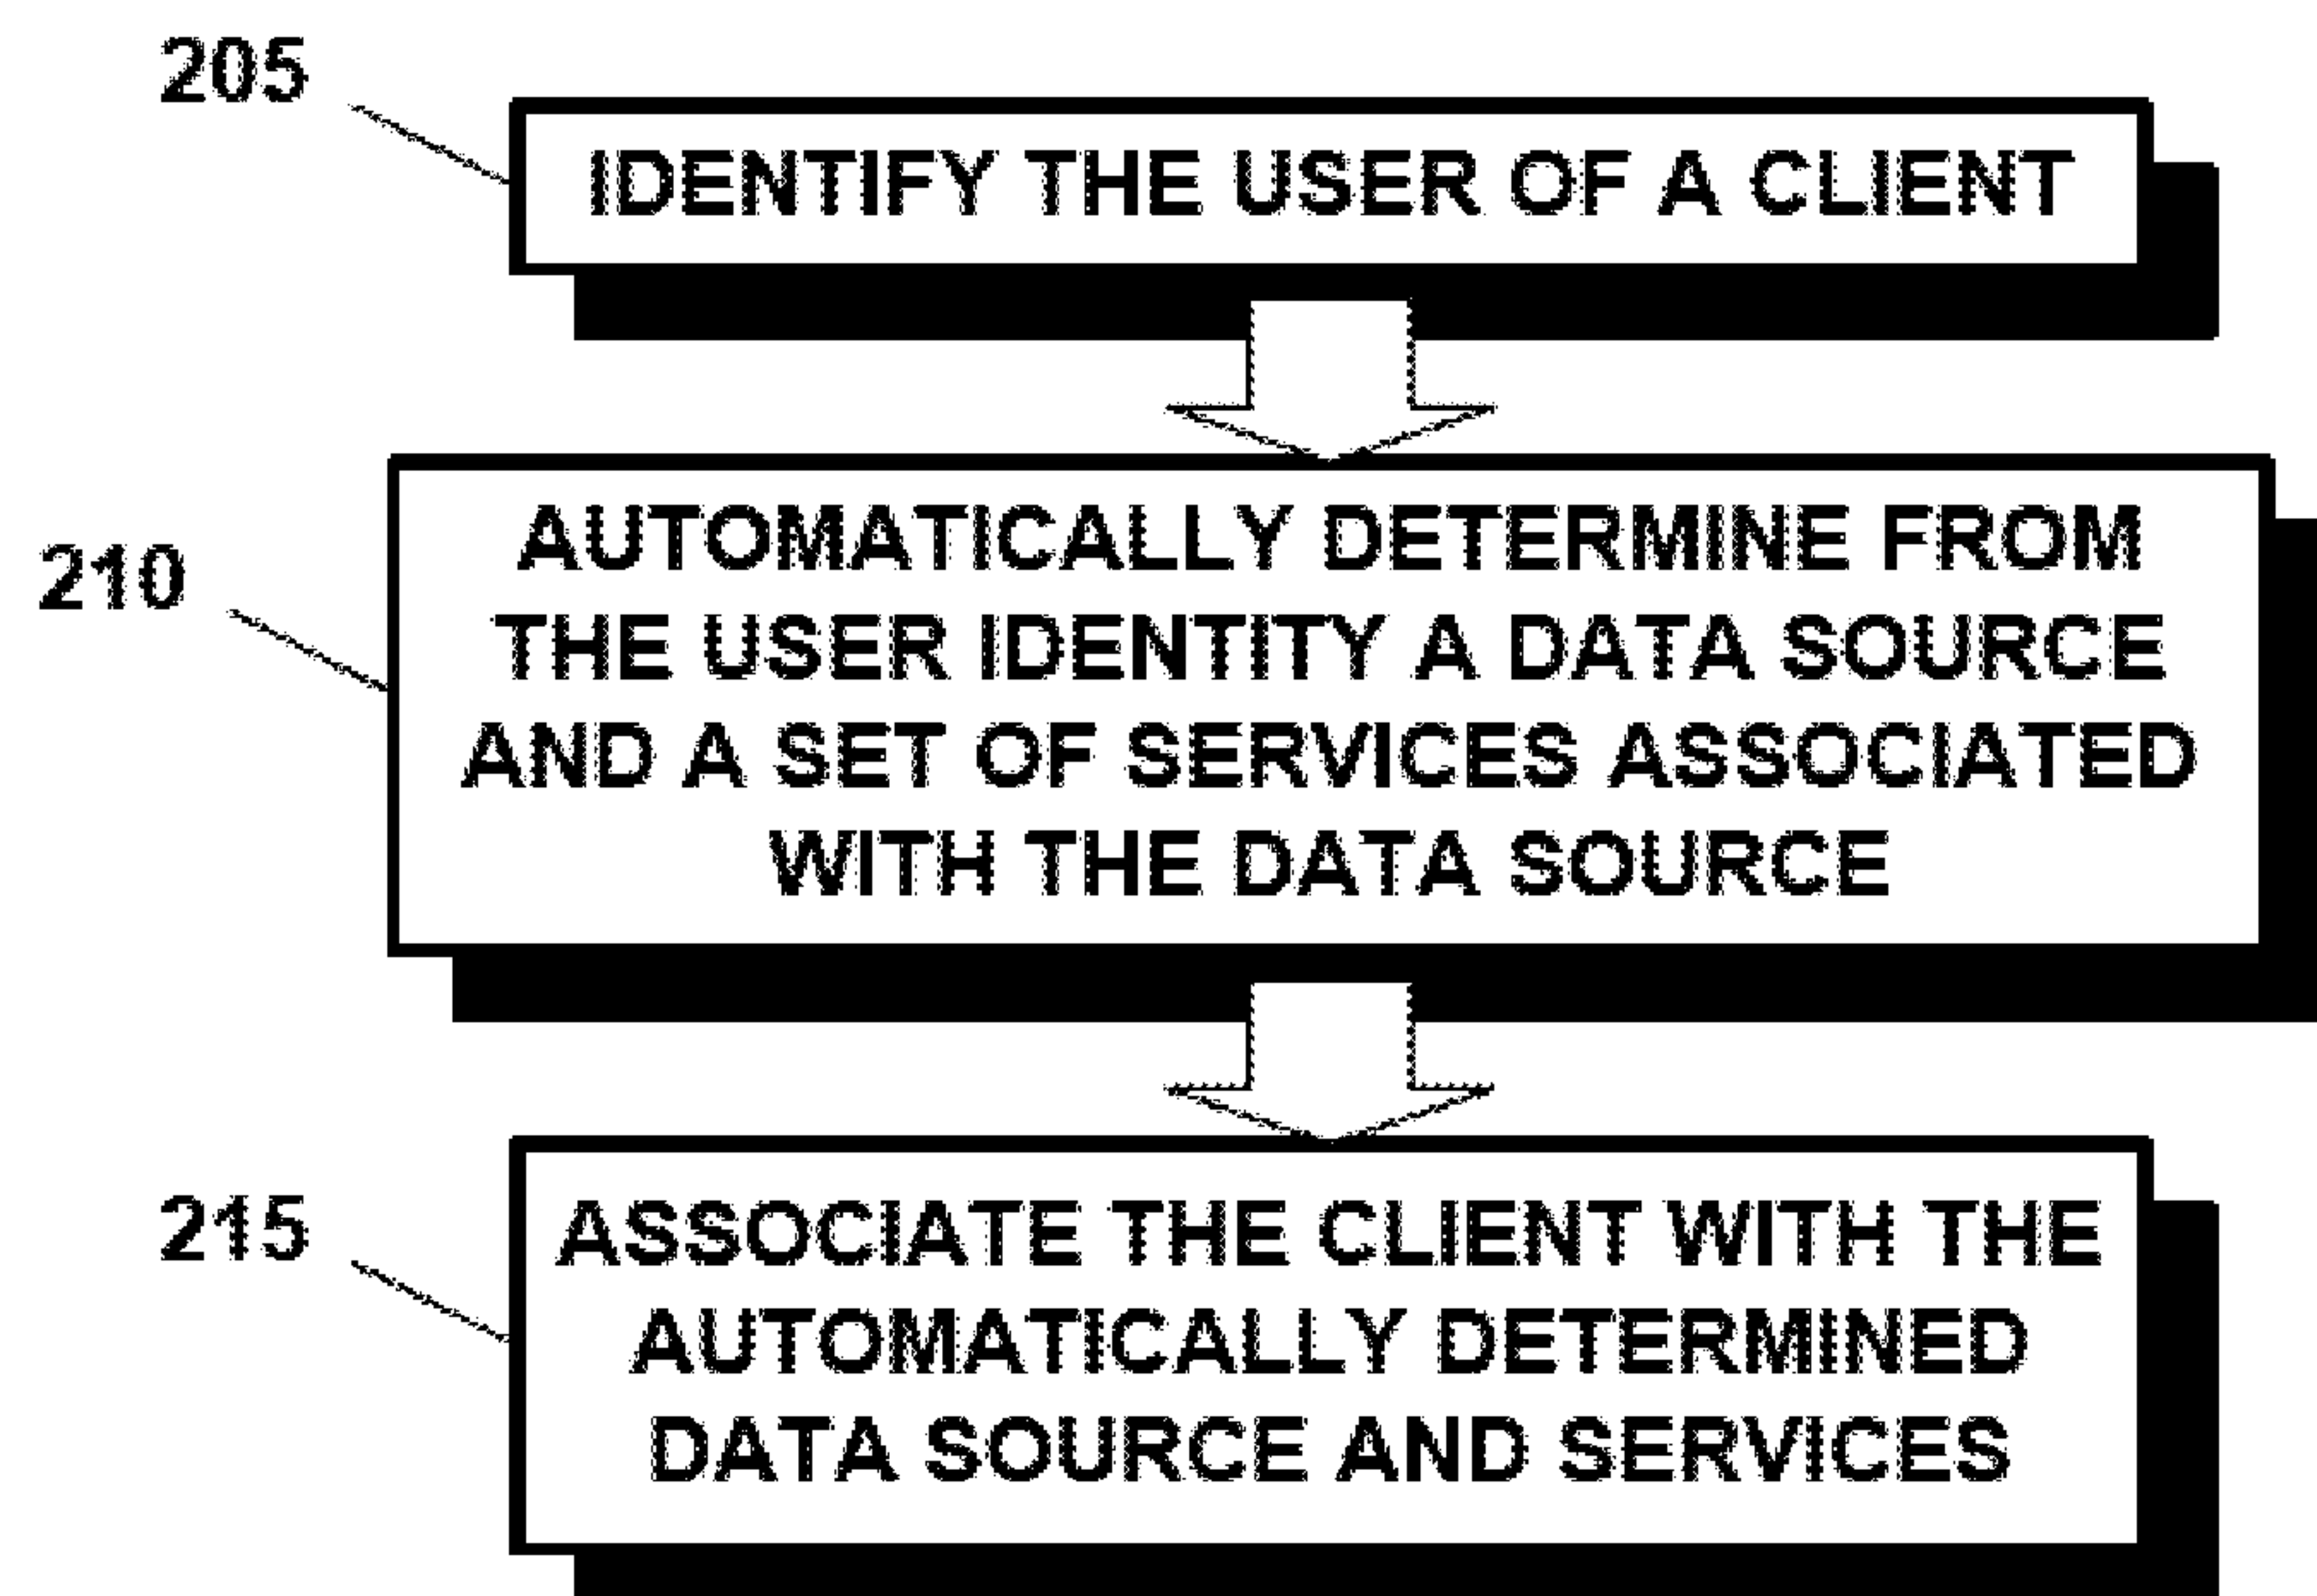 205
IDENTIFY THE USER OF A CLIENT
210
AUTOMATICALLY DETERMINE FROM
THE USER IDENTITY A DATA SOURCE
AND A SET OF SERVICES ASSOCIATED
WITH THE DATA SOURCE
215
ASSOCIATE THE CLIENT WITH THE
AUTOMATICALLY DETERMINED
DATA SOURCE AND SERVICES